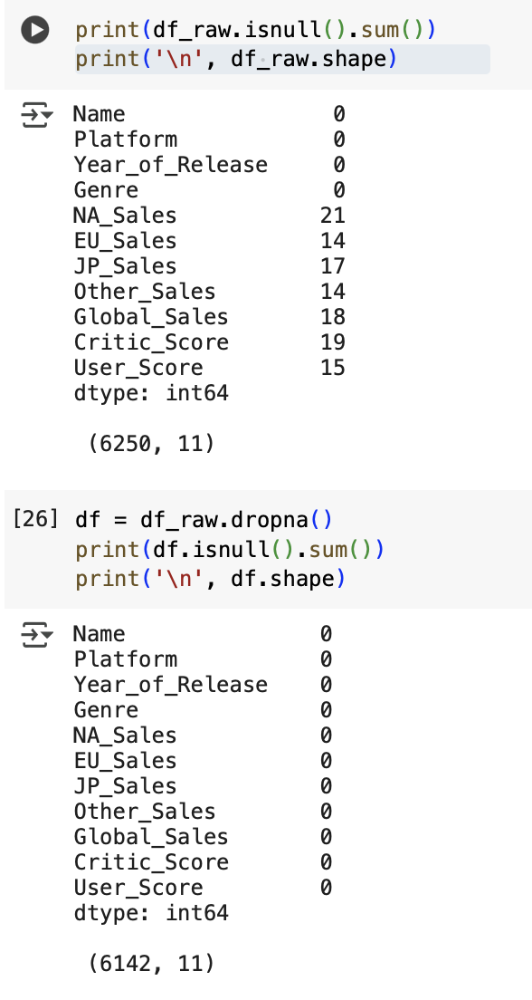 print(df_raw.isnull().sum())
print('\n', df_raw.shape)
Name 0
Platform 0
Year_of_Release 0
Genre 0
NA_Sales 21
EU_Sales 14
JP_Sales 17
Other_Sales 14
Global_Sales 18
Critic_Score 19
User_Score 15
dtype: int64
(6250, 11)
[26] df = df_raw.dropna()
print(df.isnull().sum())
print('\n', df.shape)
Name 0
Platform 0
Year_of_Release 0
Genre 0
NA_Sales 0
EU_Sales 0
JP_Sales 0
Other_Sales 0
Global_Sales 0
Critic_Score 0
User_Score 0
dtype: int64
(6142, 11)